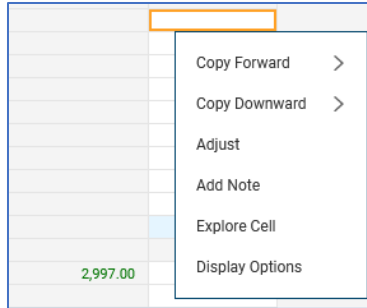 Copy Forward
Copy Downward
Adjust
Add Note
Explore Cell
Display Options
2,997.00